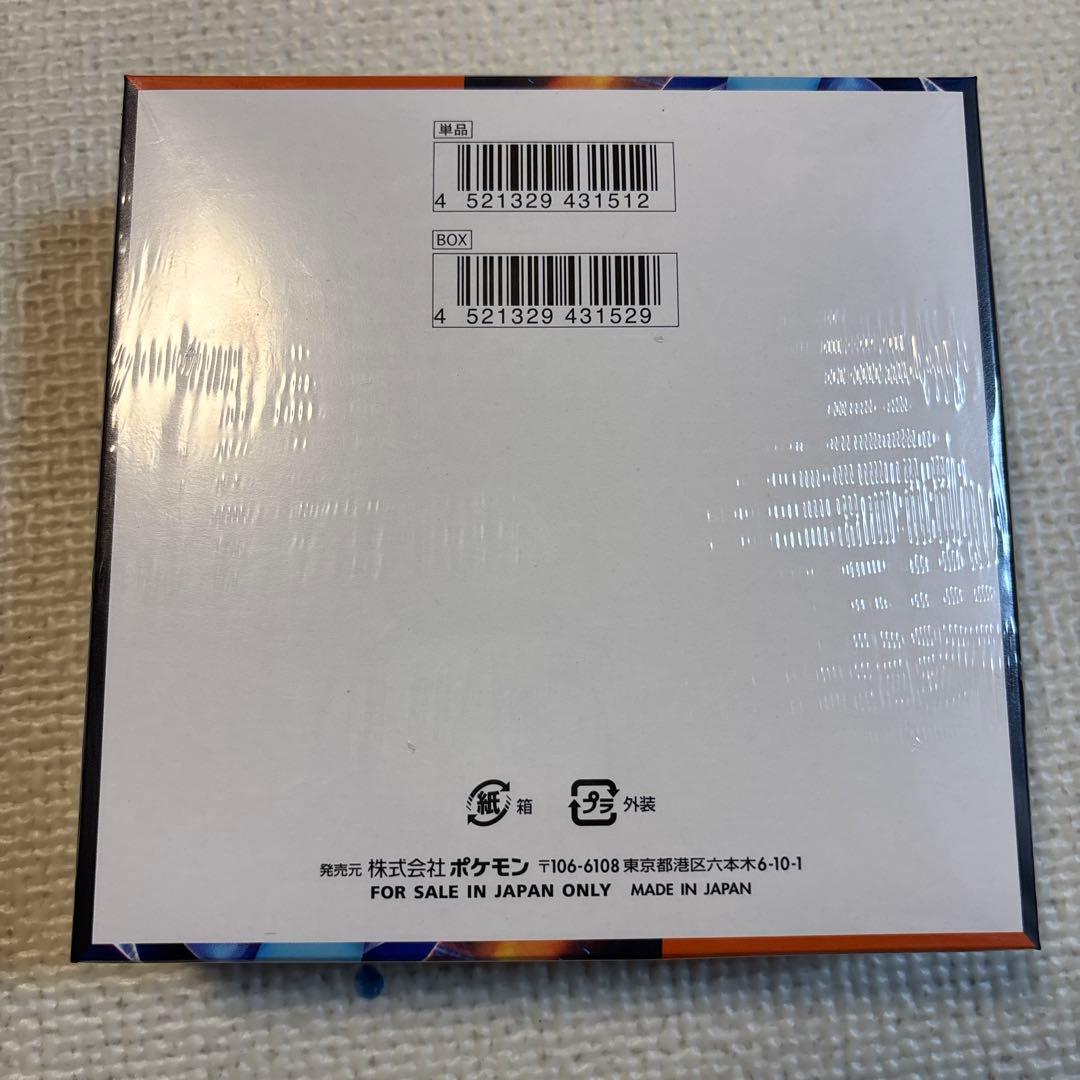 単品
4 521329 431512
BOX
4 521329 431529
紙 箱 プラ 外装
発売元 株式会社 ポケモン 〒106-6108 東京都港区六本木6-10-1
FOR SALE IN JAPAN ONLY MADE IN JAPAN